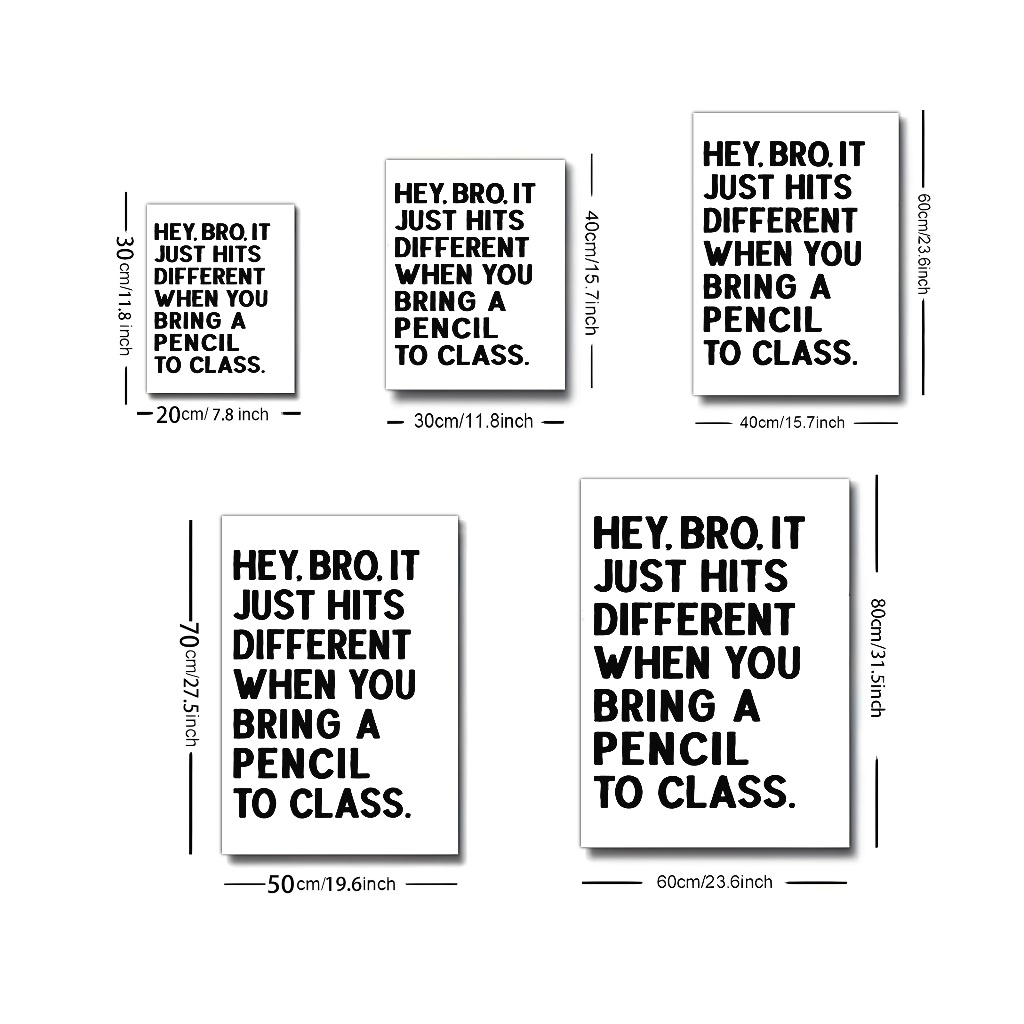 HEY, BRO, IT
JUST HITS
DIFFERENT
WHEN YOU
BRING A
PENCIL
TO CLASS.
30cm/11.8 inch
20cm/ 7.8 inch
HEY, BRO, IT
JUST HITS
DIFFERENT
WHEN YOU
BRING A
PENCIL
TO CLASS.
40cm/15.7inch
30cm/11.8inch
HEY, BRO, IT
JUST HITS
DIFFERENT
WHEN YOU
BRING A
PENCIL
TO CLASS.
60cm/23.6inch
40cm/15.7inch
HEY, BRO, IT
JUST HITS
DIFFERENT
WHEN YOU
BRING A
PENCIL
TO CLASS.
70cm/27.5inch
50cm/19.6inch
HEY, BRO, IT
JUST HITS
DIFFERENT
WHEN YOU
BRING A
PENCIL
TO CLASS.
80cm/31.5inch
60cm/23.6inch